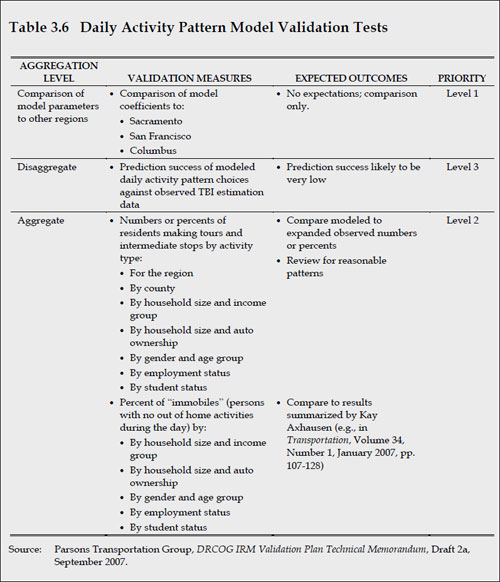 Table 3.6 Daily Activity Pattern Model Validation Tests
AGGREGATION
LEVEL
VALIDATION MEASURES
EXPECTED OUTCOMES
PRIORITY
Comparison of
model parameters
to other regions
• Comparison of model
coefficients to:
• Sacramento
• San Francisco
• Columbus
• No expectations; comparison
only.
Level 1
Disaggregate
• Prediction success of modeled
daily activity pattern choices
against observed TBI estimation
data
• Prediction success likely to be
very low
Level 3
Aggregate
• Numbers or percents of
residents making tours and
intermediate stops by activity
type:
• For the region
• By county
• By household size and income
group
• By household size and auto
ownership
• By gender and age group
• By employment status
• By student status
• Compare modeled to
expanded observed numbers
or percents
• Review for reasonable
patterns
Level 2
• Percent of “immobiles” (persons
with no out of home activities
during the day) by:
• By household size and income
group
• By household size and auto
ownership
• By gender and age group
• By employment status
• By student status
• Compare to results
summarized by Kay
Axhausen (e.g., in
Transportation, Volume 34,
Number 1, January 2007, pp.
107-128)
Source: Parsons Transportation Group, DRCOG IRM Validation Plan Technical Memorandum, Draft 2a,
September 2007.